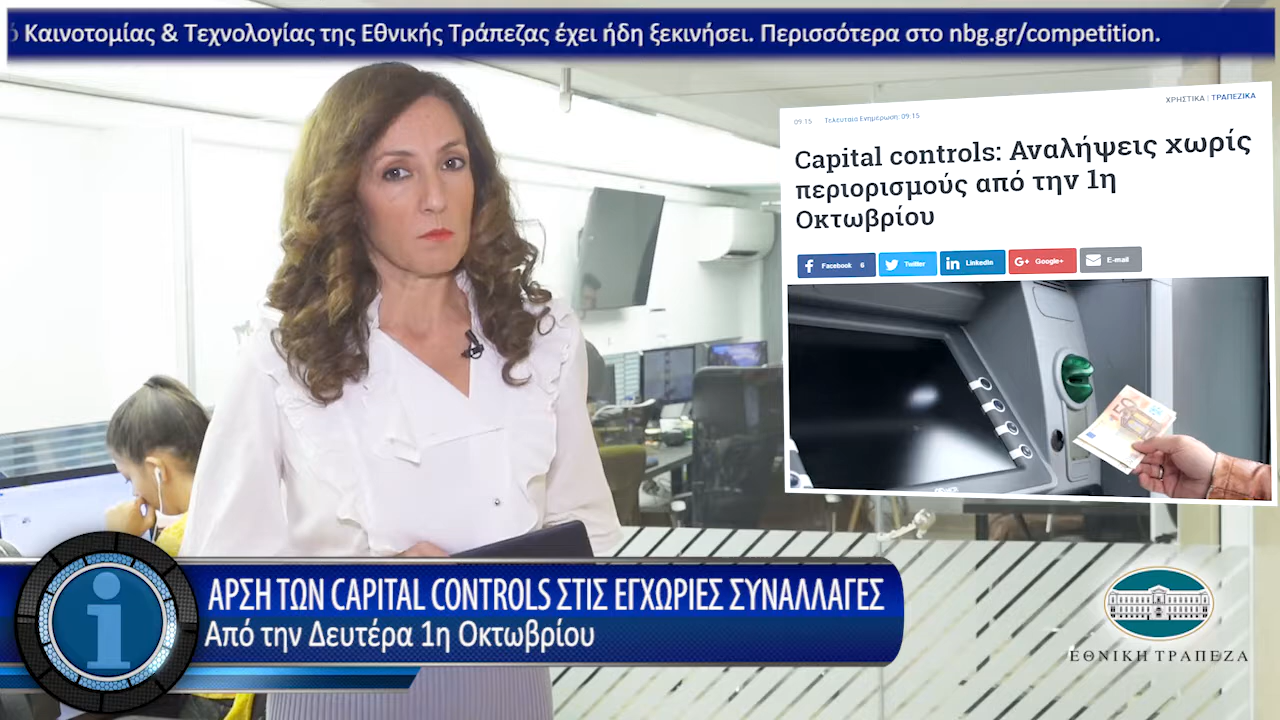 Καινοτομίας & Τεχνολογίας της Εθνικής Τράπεζας έχει ήδη ξεκινήσει. Περισσότερα στο nbg.gr/competition.
ΧΡΗΣΤΙΚΑ | ΤΡΑΠΕΖΙΚΑ
09:15 Τελευταία Ενημέρωση: 09:15
Capital controls: Αναλήψεις χωρίς
περιορισμούς από την 1η
Οκτωβρίου
Facebook 6 Twitter LinkedIn Google+ E-mail
ΑΡΣΗ ΤΩΝ CAPITAL CONTROLS ΣΤΙΣ ΕΓΧΩΡΙΕΣ ΣΥΝΑΛΛΑΓΕΣ
Από την Δευτέρα 1η Οκτωβρίου
ΕΘΝΙΚΗ ΤΡΑΠΕΖΑ